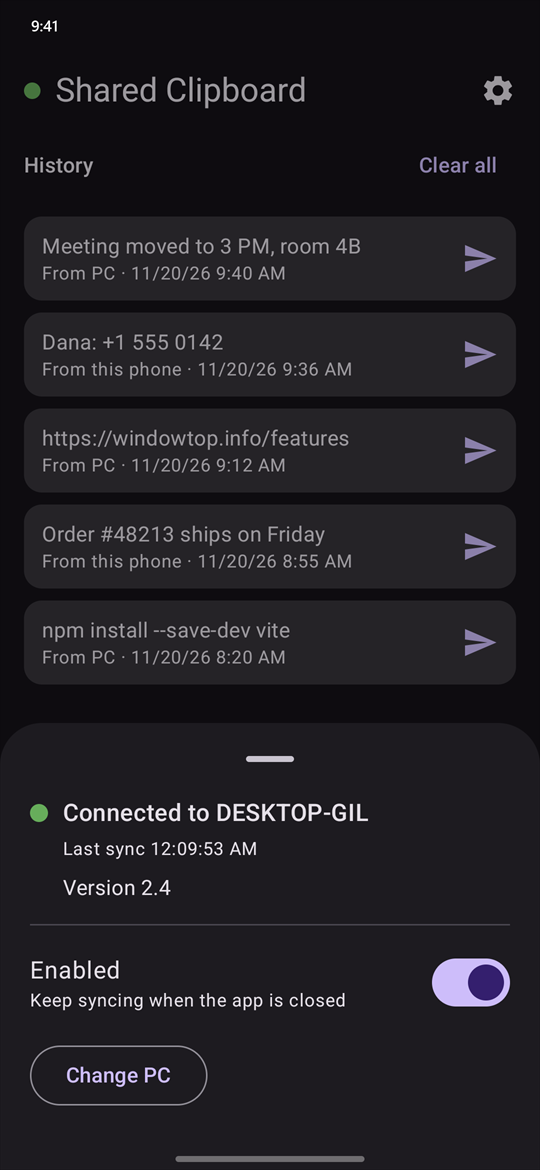 9:41
Shared Clipboard
History
Clear all
Meeting moved to 3 PM, room 4B
From PC · 11/20/26 9:40 AM
Dana: +1 555 0142
From this phone · 11/20/26 9:36 AM
https://windowtop.info/features
From PC · 11/20/26 9:12 AM
Order #48213 ships on Friday
From this phone · 11/20/26 8:55 AM
npm install --save-dev vite
From PC · 11/20/26 8:20 AM
Connected to DESKTOP-GIL
Last sync 12:09:53 AM
Version 2.4
Enabled
Keep syncing when the app is closed
Change PC